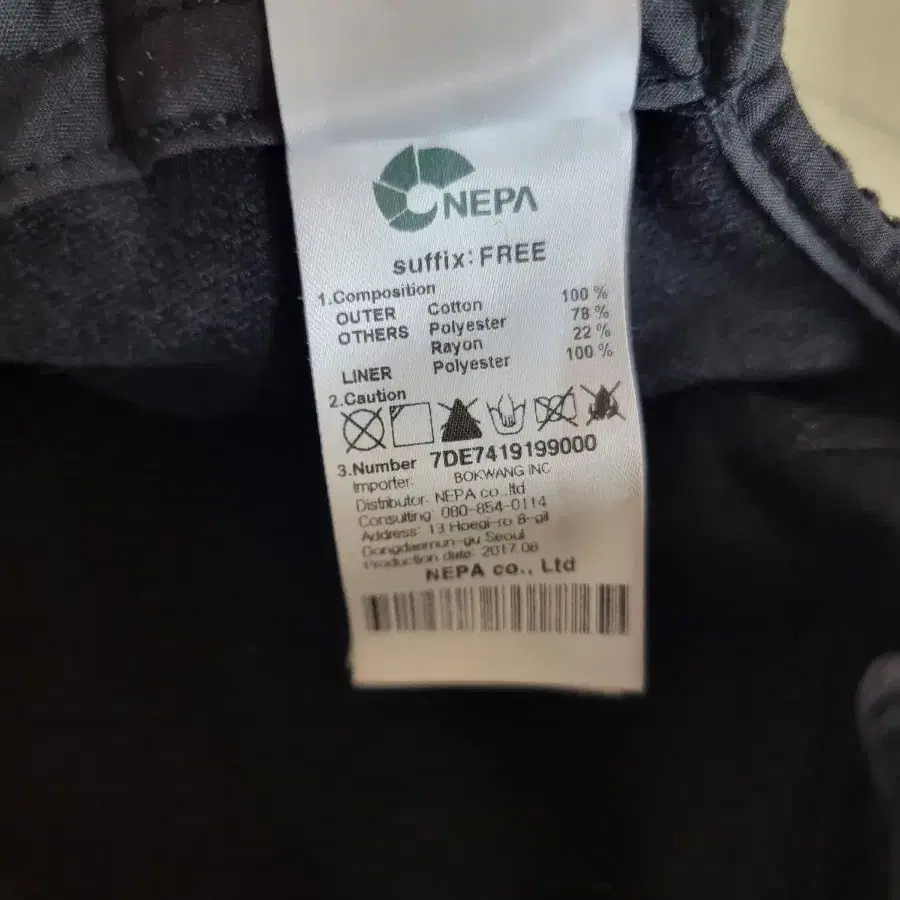 NEPA
suffix: FREE
1.Composition
OUTER Cotton 100 %
OTHERS Polyester 78 %
Rayon 22 %
LINER Polyester 100 %
2.Caution
3.Number 7DE7419199000
Importer: BOKWANG INC
Distributor: NEPA co.,ltd
Consulting 080-854-0114
Address: 13 Hoegi-ro 8-gil
Dongdaemun-gu Seoul
Production date: 2017.08
NEPA co., Ltd